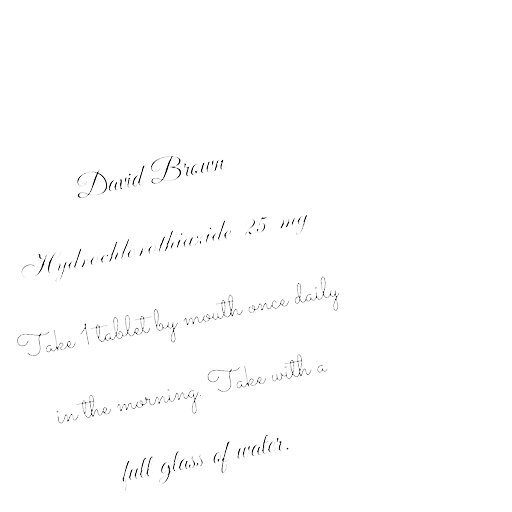 David Brown
Hydrochlorothiazide 25 mg
Take 1 tablet by mouth once daily
in the morning. Take with a
full glass of water.